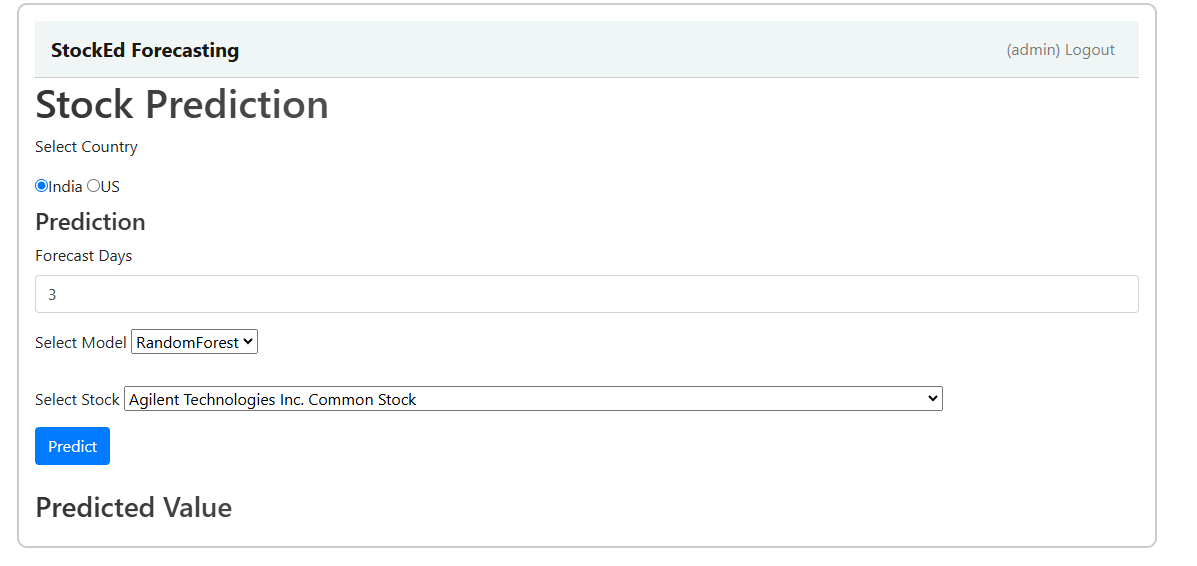 StockEd Forecasting (admin) Logout
Stock Prediction
Select Country
India US
Prediction
Forecast Days
3
Select Model RandomForest
Select Stock Agilent Technologies Inc. Common Stock
Predict
Predicted Value